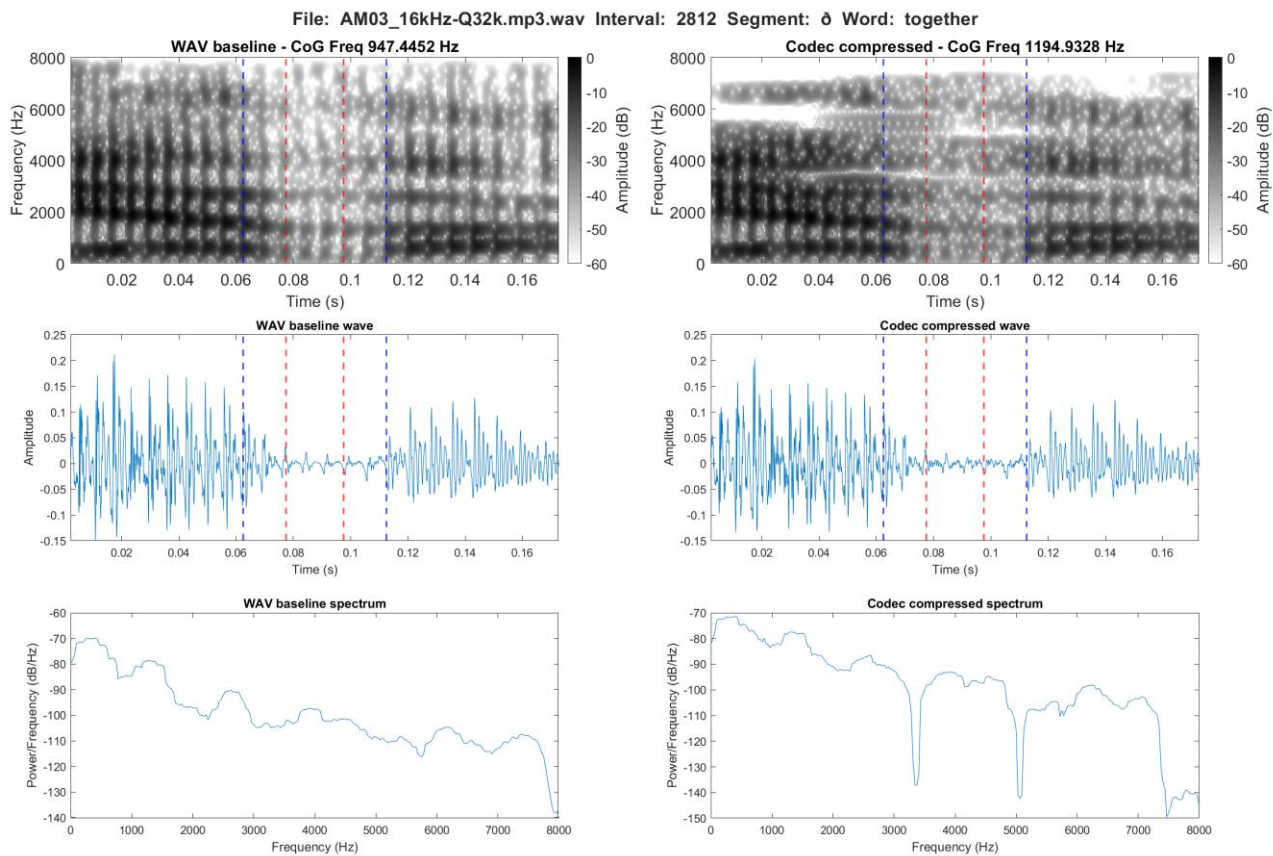 File: AM03_16kHz-Q32k.mp3.wav Interval: 2812 Segment: ð Word: together
WAV baseline - CoG Freq 947.4452 Hz
8000
6000
4000
2000
0
Frequency (Hz)
0.02 0.04 0.06 0.08 0.1 0.12 0.14 0.16
Time (s)
0
-10
-20
-30
-40
-50
-60
Amplitude (dB)
Codec compressed - CoG Freq 1194.9328 Hz
8000
6000
4000
2000
0
Frequency (Hz)
0.02 0.04 0.06 0.08 0.1 0.12 0.14 0.16
Time (s)
0
-10
-20
-30
-40
-50
-60
Amplitude (dB)
WAV baseline wave
0.25
0.2
0.15
0.1
0.05
0
-0.05
-0.1
-0.15
Amplitude
0.02 0.04 0.06 0.08 0.1 0.12 0.14 0.16
Time (s)
Codec compressed wave
0.25
0.2
0.15
0.1
0.05
0
-0.05
-0.1
-0.15
Amplitude
0.02 0.04 0.06 0.08 0.1 0.12 0.14 0.16
Time (s)
WAV baseline spectrum
-60
-70
-80
-90
-100
-110
-120
-130
-140
Power/Frequency (dB/Hz)
0 1000 2000 3000 4000 5000 6000 7000 8000
Frequency (Hz)
Codec compressed spectrum
-70
-80
-90
-100
-110
-120
-130
-140
-150
Power/Frequency (dB/Hz)
0 1000 2000 3000 4000 5000 6000 7000 8000
Frequency (Hz)